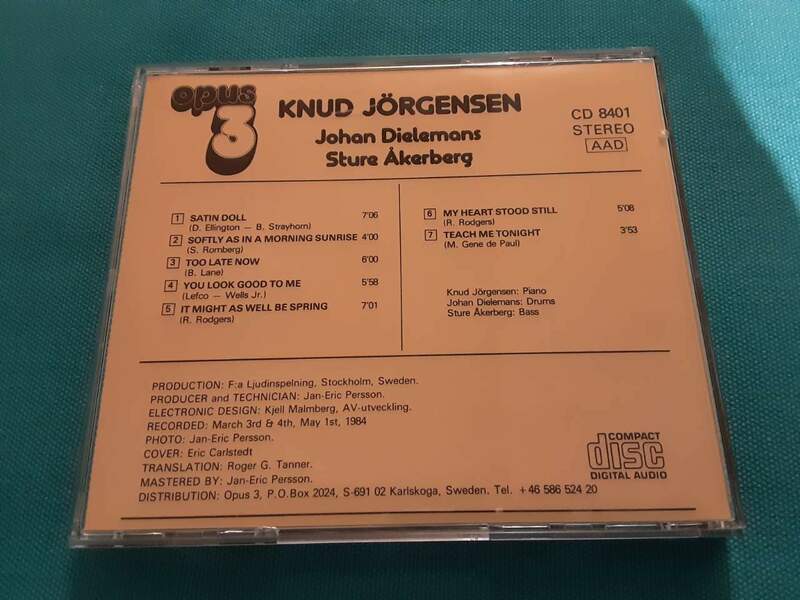 opus
3
KNUD JÖRGENSEN
Johan Dielemans
Sture Åkerberg
CD 8401
STEREO
AAD
1 SATIN DOLL 7'06
(D. Ellington — B. Strayhorn)
2 SOFTLY AS IN A MORNING SUNRISE 4'00
(S. Romberg)
3 TOO LATE NOW 6'00
(B. Lane)
4 YOU LOOK GOOD TO ME 5'58
(Lefco — Wells Jr.)
5 IT MIGHT AS WELL BE SPRING 7'01
(R. Rodgers)
6 MY HEART STOOD STILL 5'08
(R. Rodgers)
7 TEACH ME TONIGHT 3'53
(M. Gene de Paul)
Knud Jörgensen: Piano
Johan Dielemans: Drums
Sture Åkerberg: Bass
PRODUCTION: F:a Ljudinspelning, Stockholm, Sweden.
PRODUCER and TECHNICIAN: Jan-Eric Persson.
ELECTRONIC DESIGN: Kjell Malmberg, AV-utveckling.
RECORDED: March 3rd & 4th, May 1st, 1984
PHOTO: Jan-Eric Persson.
COVER: Eric Carlstedt
TRANSLATION: Roger G. Tanner.
MASTERED BY: Jan-Eric Persson.
DISTRIBUTION: Opus 3, P.O.Box 2024, S-691 02 Karlskoga, Sweden. Tel. +46 586 524 20
COMPACT
disc
DIGITAL AUDIO